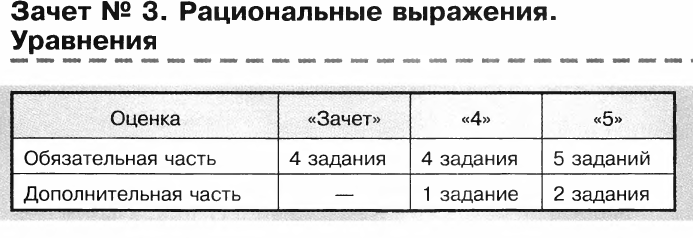 Зачет № 3. Рациональные выражения.
Уравнения
Оценка «Зачет» «4» «5»
Обязательная часть 4 задания 4 задания 5 заданий
Дополнительная часть — 1 задание 2 задания